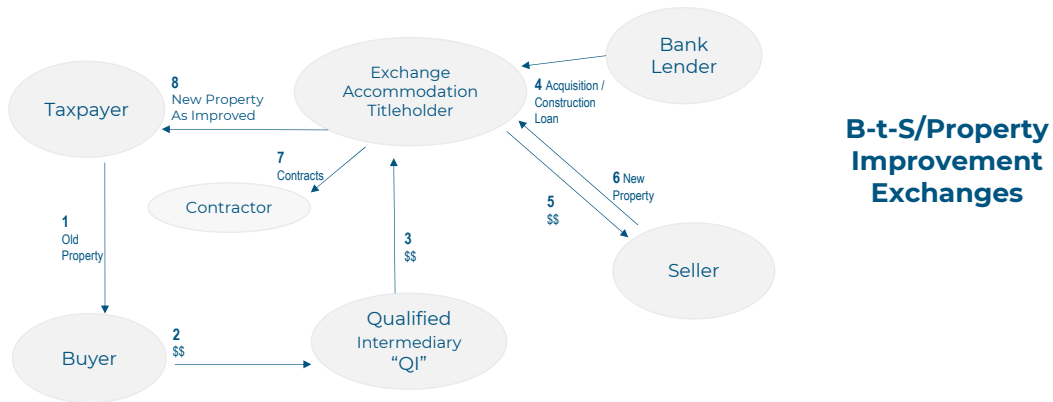 Taxpayer
8
New Property
As Improved
Exchange
Accommodation
Titleholder
Bank
Lender
4 Acquisition /
Construction
Loan
B-t-S/Property
Improvement
Exchanges
7
Contracts
Contractor
6 New
Property
5
$$
1
Old
Property
3
$$
Seller
Buyer
2
$$
Qualified
Intermediary
“QI”